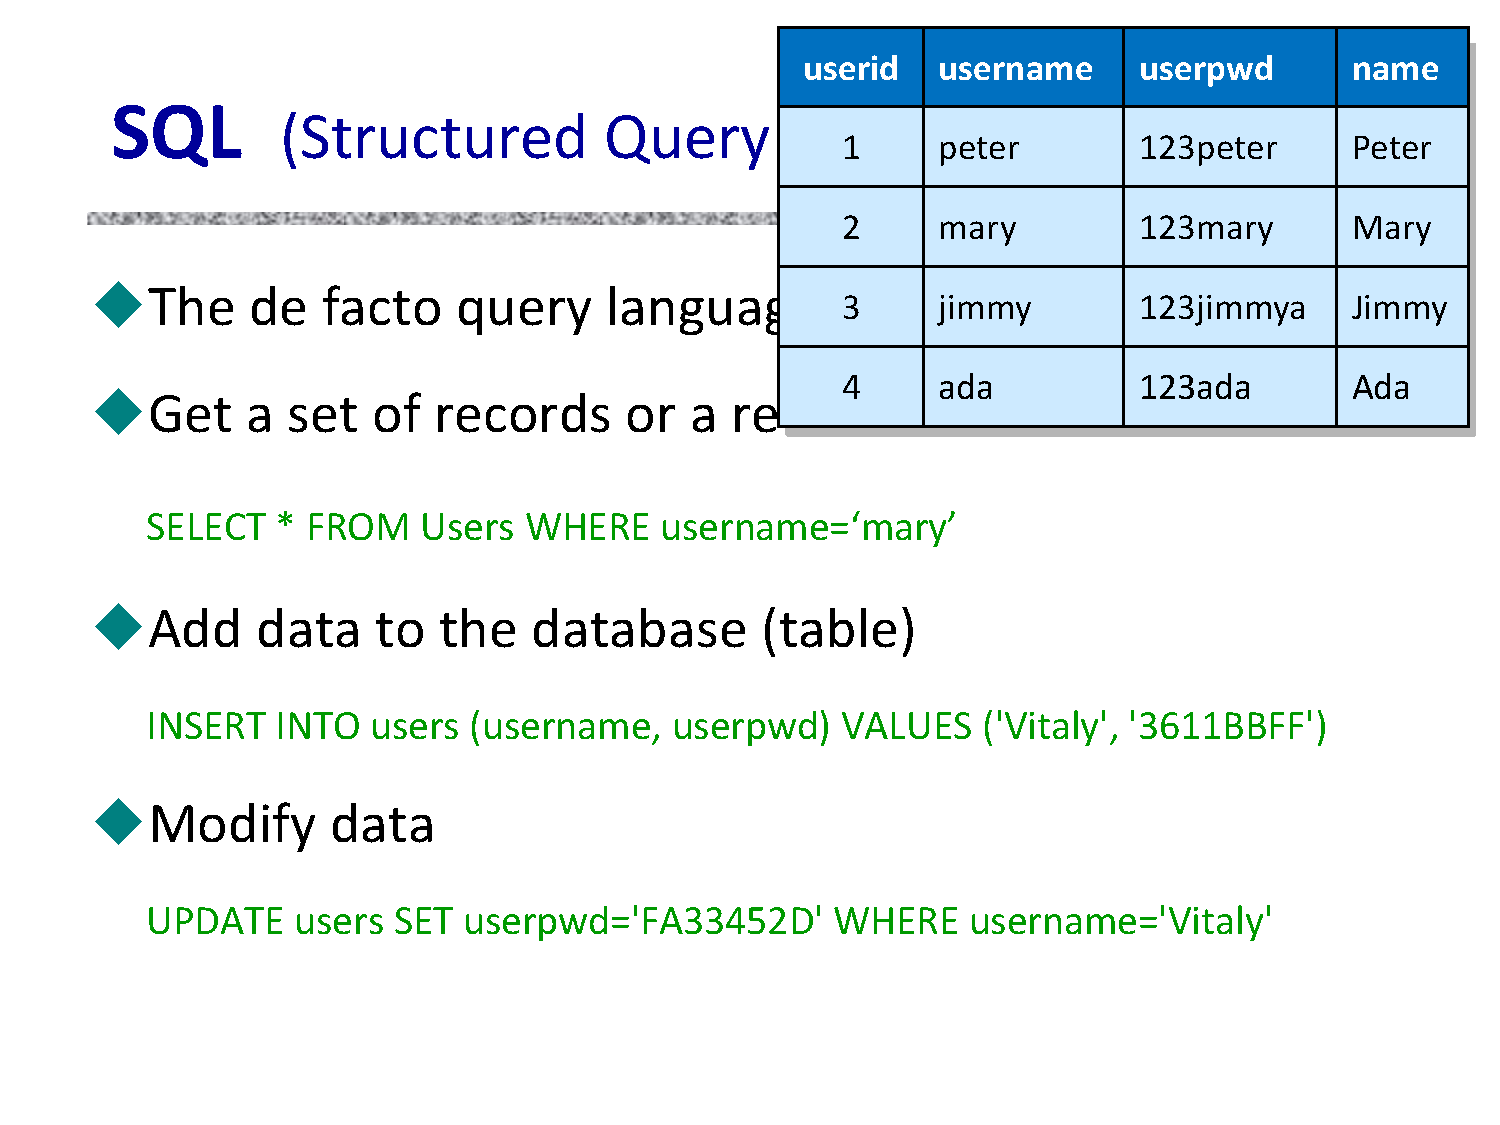 SQL (Structured Query
The de facto query
Get a set of records or a
SELECT * FROM Users WHERE username=‘mary’
Add data to the database (table)
INSERT INTO users (username, userpwd) VALUES ('Vitaly', '3611BBFF')
Modify data
UPDATE users SET userpwd='FA33452D' WHERE username='Vitaly'
userid username userpwd name
1 peter 123peter Peter
2 mary 123mary Mary
3 jimmy 123jimmya Jimmy
4 ada 123ada Ada